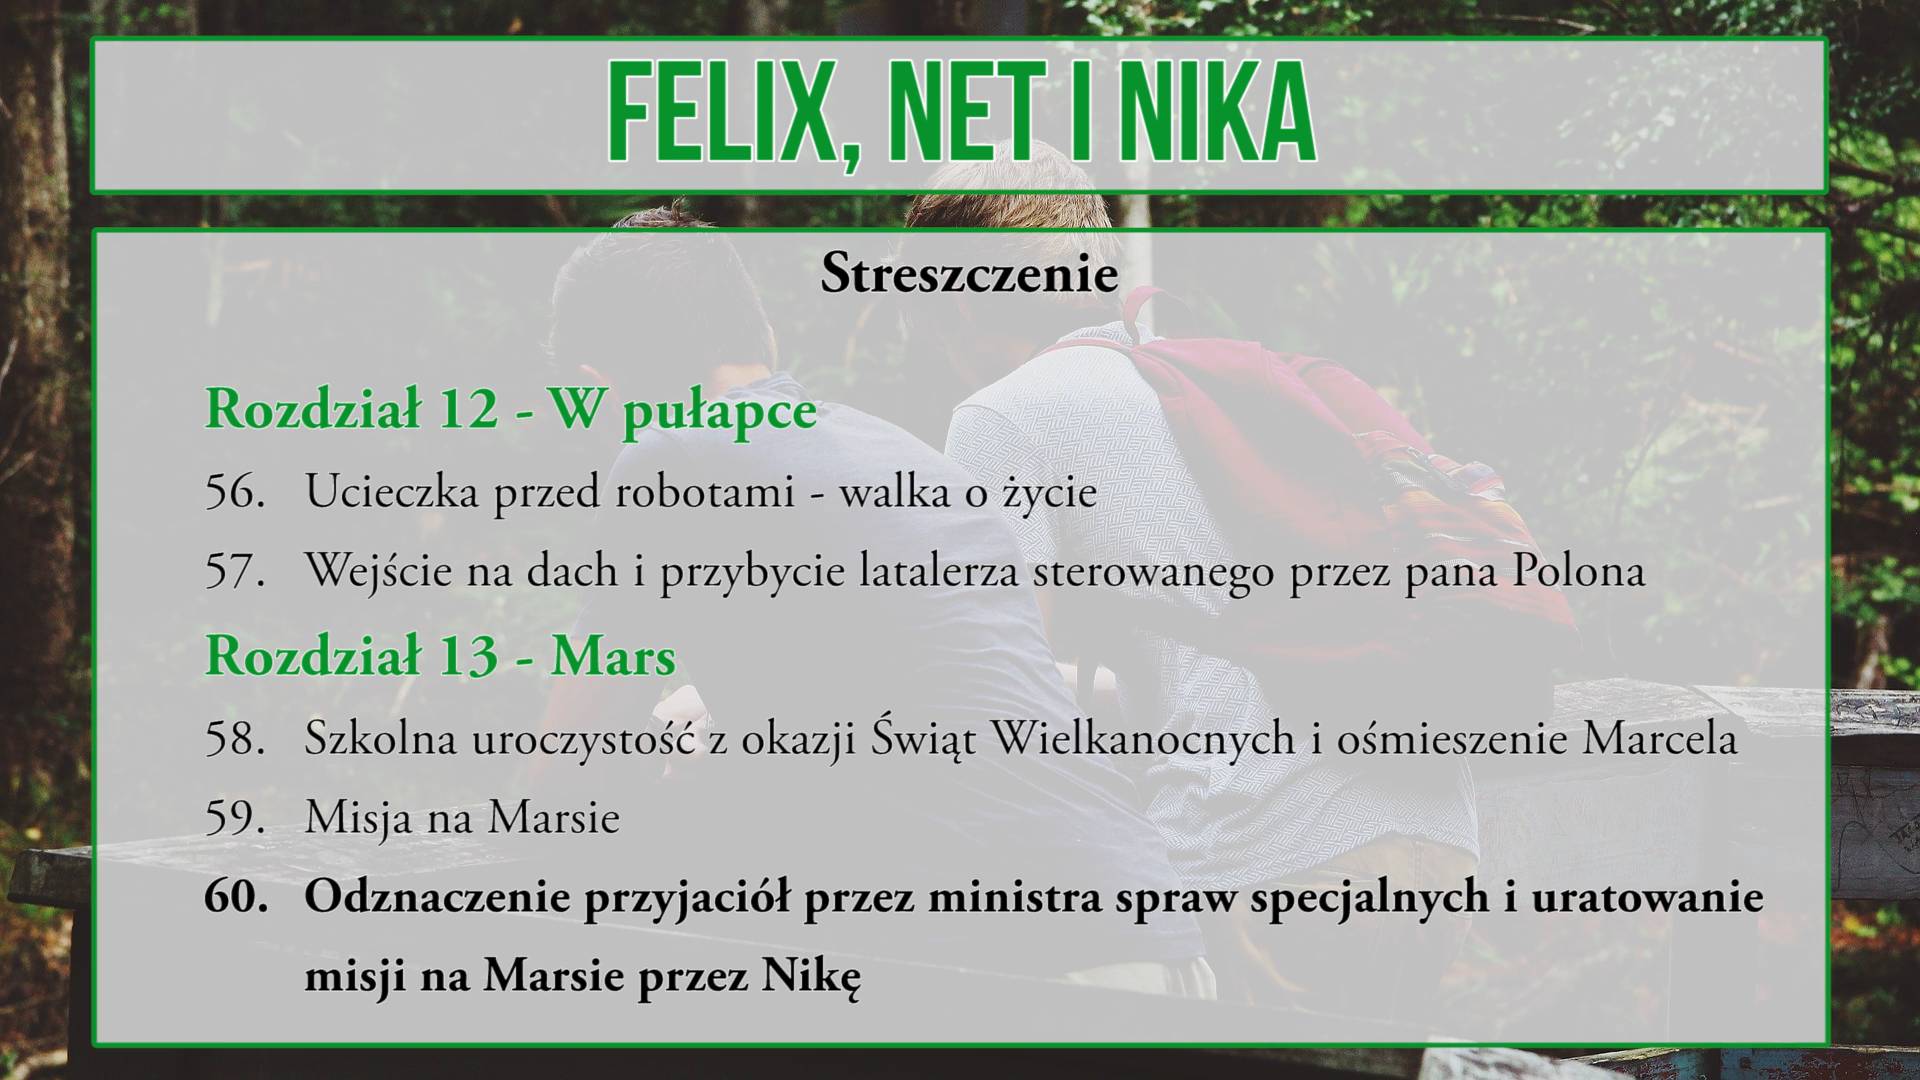 FELIX, NET I NIKA
Streszczenie
Rozdział 12 - W pułapce
56. Ucieczka przed robotami - walka o życie
57. Wejście na dach i przybycie latalerza sterowanego przez pana Polona
Rozdział 13 - Mars
58. Szkolna uroczystość z okazji Świąt Wielkanocnych i ośmieszenie Marcela
59. Misja na Marsie
60. Odznaczenie przyjaciół przez ministra spraw specjalnych i uratowanie
misji na Marsie przez Nikę